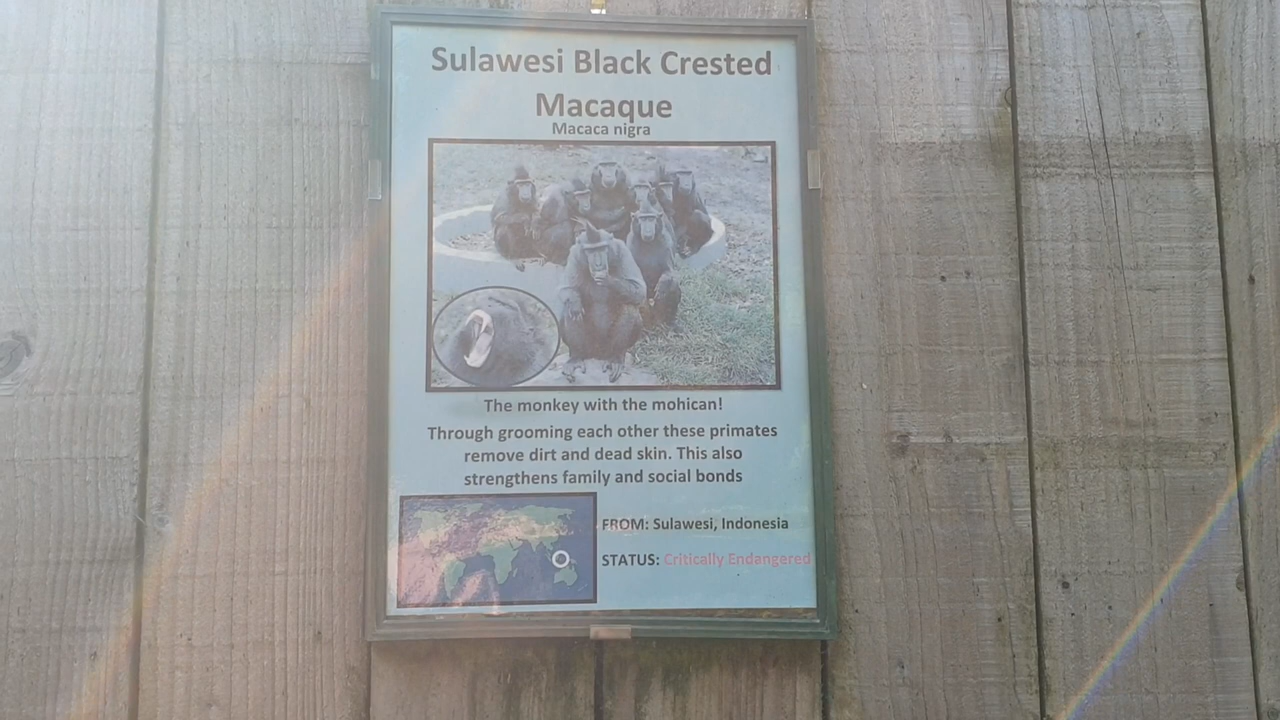 Sulawesi Black Crested
Macaque
Macaca nigra
The monkey with the mohican!
Through grooming each other these primates
remove dirt and dead skin. This also
strengthens family and social bonds
FROM: Sulawesi, Indonesia
STATUS: Critically Endangered